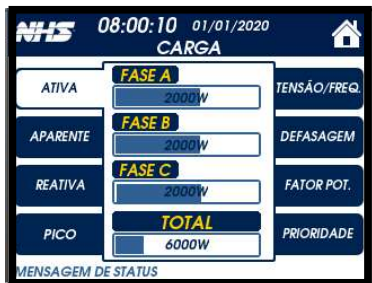 NHS 08:00:10 01/01/2020
CARGA
ATIVA
APARENTE
REATIVA
PICO
FASE A
2000W
FASE B
2000W
FASE C
2000W
TOTAL
6000W
TENSÃO/FREQ.
DEFASAGEM
FATOR POT.
PRIORIDADE
MENSAGEM DE STATUS